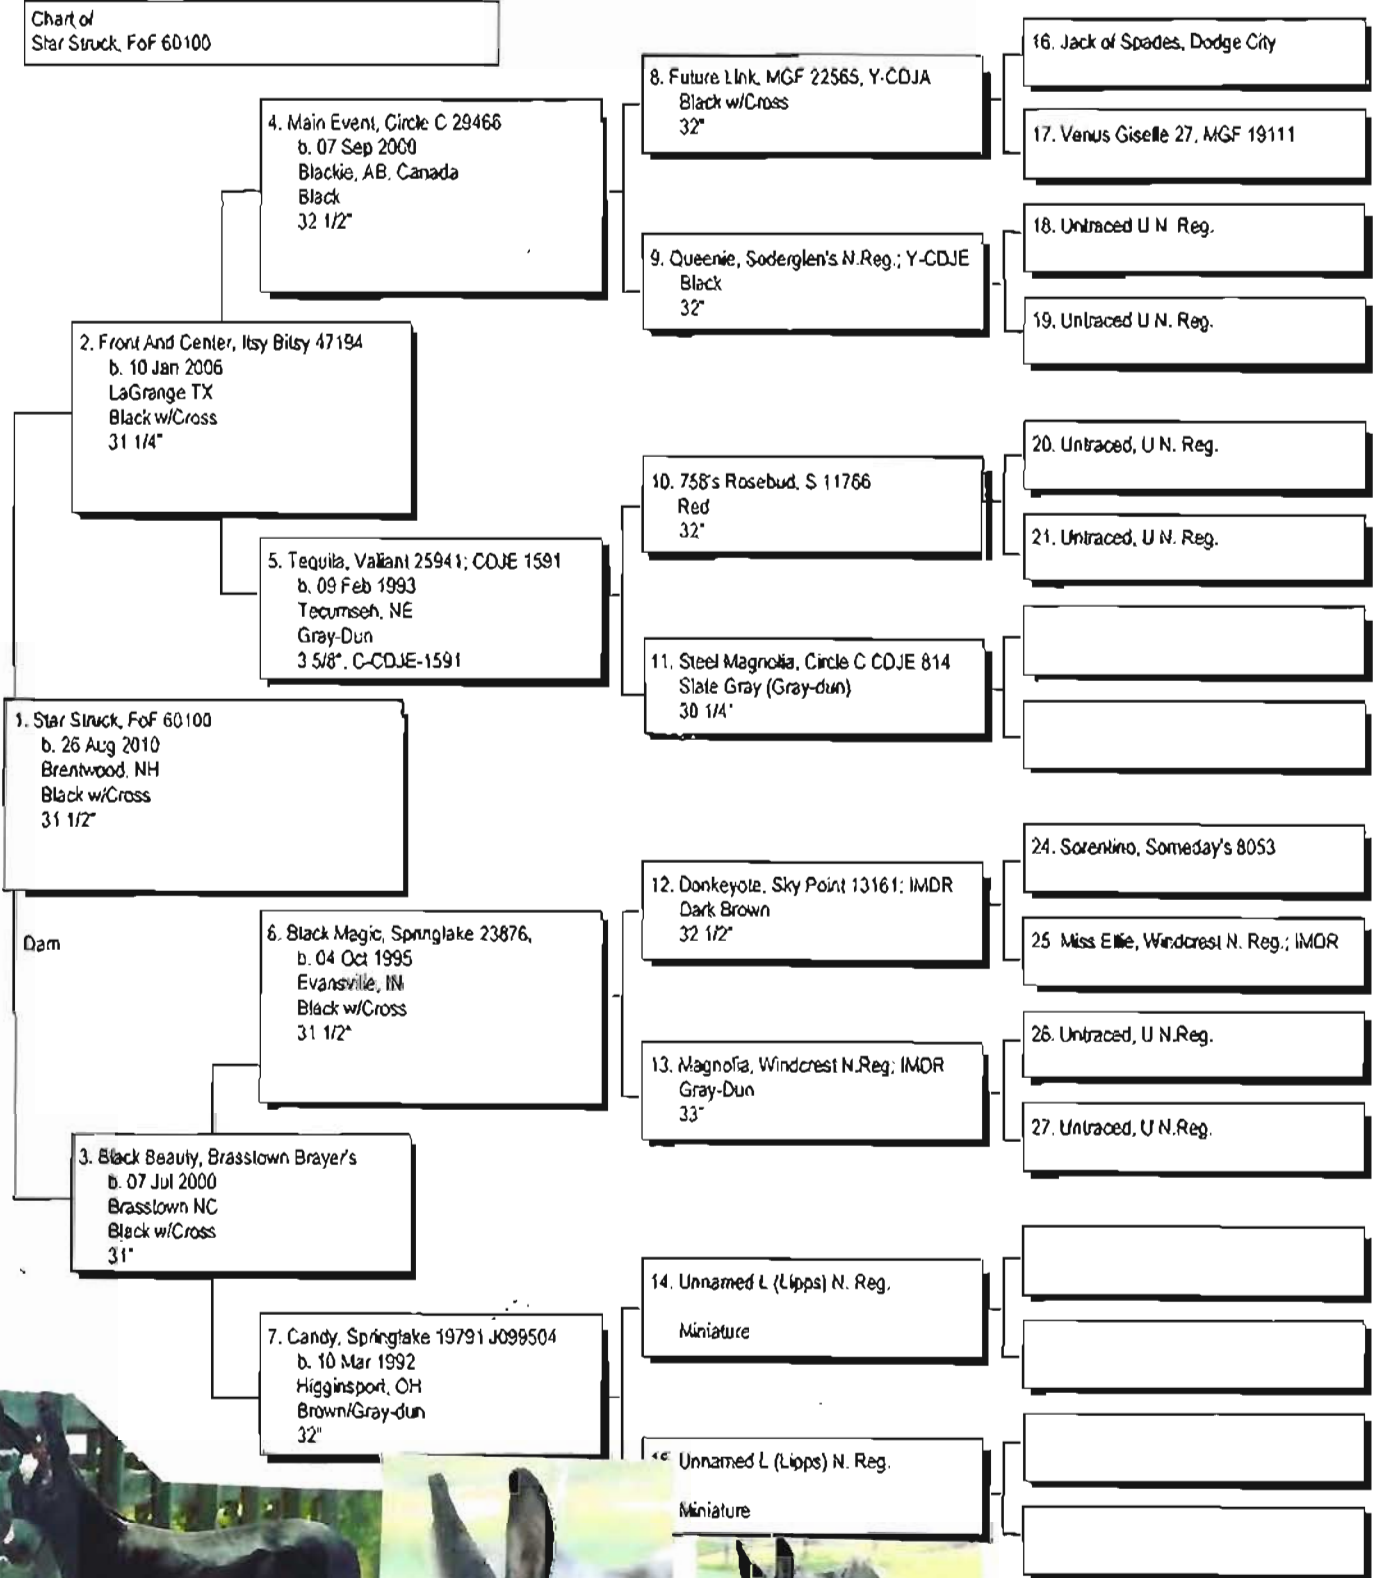 Chart of
Star Struck, FoF 60100
16. Jack of Spades, Dodge City
8. Future Link, MGF 22565, Y-CDJA
Black w/Cross
32"
17. Venus Giselle 27, MGF 19111
4. Main Event, Circle C 29466
b. 07 Sep 2000
Blackie, AB, Canada
Black
32 1/2"
18. Untraced U N Reg.
9. Queenie, Soderglen's N.Reg.; Y-CDJE
Black
32"
19. Untraced U N. Reg.
2. Front And Center, Itsy Bitsy 47194
b. 10 Jan 2006
LaGrange TX
Black w/Cross
31 1/4"
20. Untraced, U N. Reg.
10. 758's Rosebud, S 11766
Red
32"
21. Untraced, U N. Reg.
5. Tequila, Valiant 25941; CDJE 1591
b. 09 Feb 1993
Tecumseh, NE
Gray-Dun
3 5/8", C-CDJE-1591
11. Steel Magnolia, Circle C CDJE 814
Slate Gray (Gray-dun)
30 1/4"
1. Star Struck, FoF 60100
b. 26 Aug 2010
Brentwood, NH
Black w/Cross
31 1/2"
24. Sorentino, Someday's 8053
12. Donkeyote, Sky Point 13161; IMDR
Dark Brown
32 1/2"
25 Miss Ellie, Windcrest N. Reg.; IMDR
Dam
6. Black Magic, Springlake 23876,
b. 04 Oct 1995
Evansville, IN
Black w/Cross
31 1/2"
26. Untraced, U N.Reg.
13. Magnolia, Windcrest N.Reg; IMDR
Gray-Dun
33"
27. Untraced, U N.Reg.
3. Black Beauty, Brasstown Brayer's
b. 07 Jul 2000
Brasstown NC
Black w/Cross
31"
14. Unnamed L (Lipps) N. Reg.
Miniature
7. Candy, Springlake 19791 J099504
b. 10 Mar 1992
Higginsport, OH
Brown/Gray-dun
32"
15. Unnamed L (Lipps) N. Reg.
Miniature